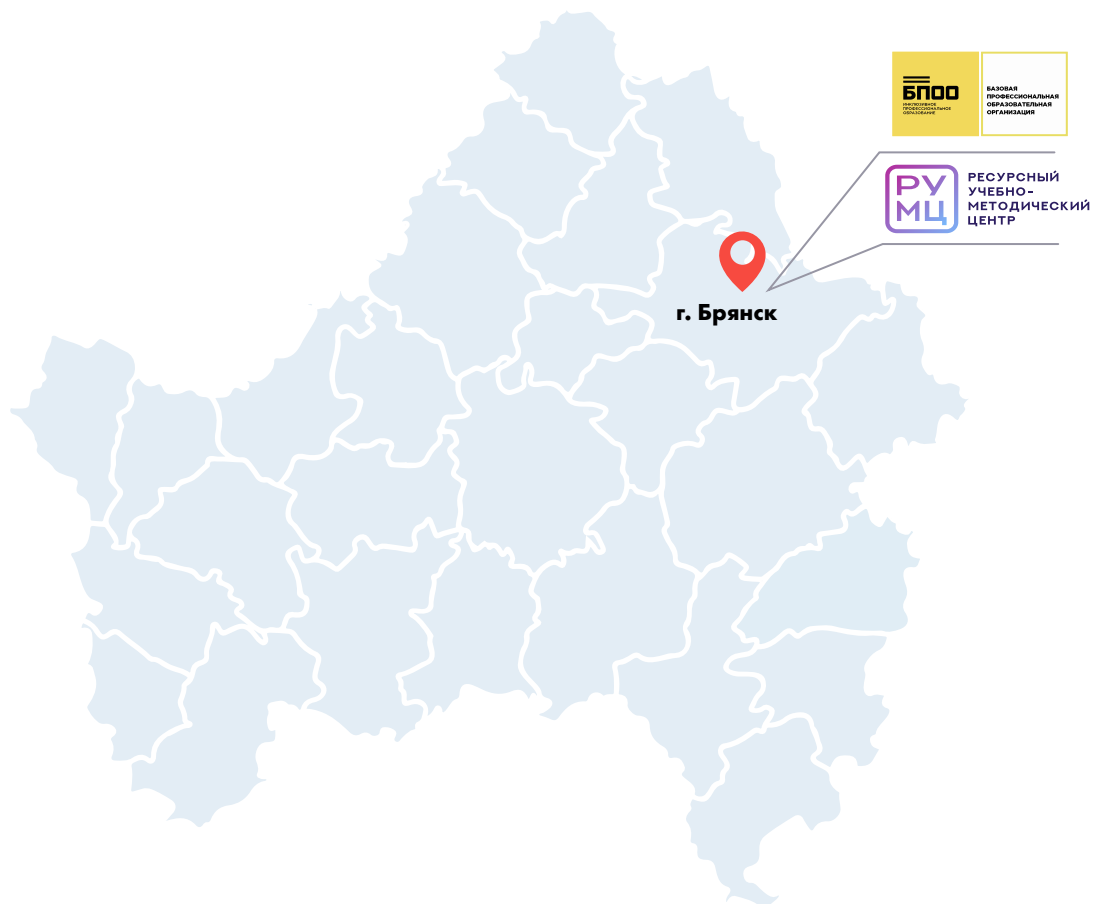 БПОО
ИНКЛЮЗИВНОЕ
ПРОФЕССИОНАЛЬНОЕ
ОБРАЗОВАНИЕ
БАЗОВАЯ
ПРОФЕССИОНАЛЬНАЯ
ОБРАЗОВАТЕЛЬНАЯ
ОРГАНИЗАЦИЯ
РУ
МЦ
РЕСУРСНЫЙ
УЧЕБНО-
МЕТОДИЧЕСКИЙ
ЦЕНТР
г. Брянск